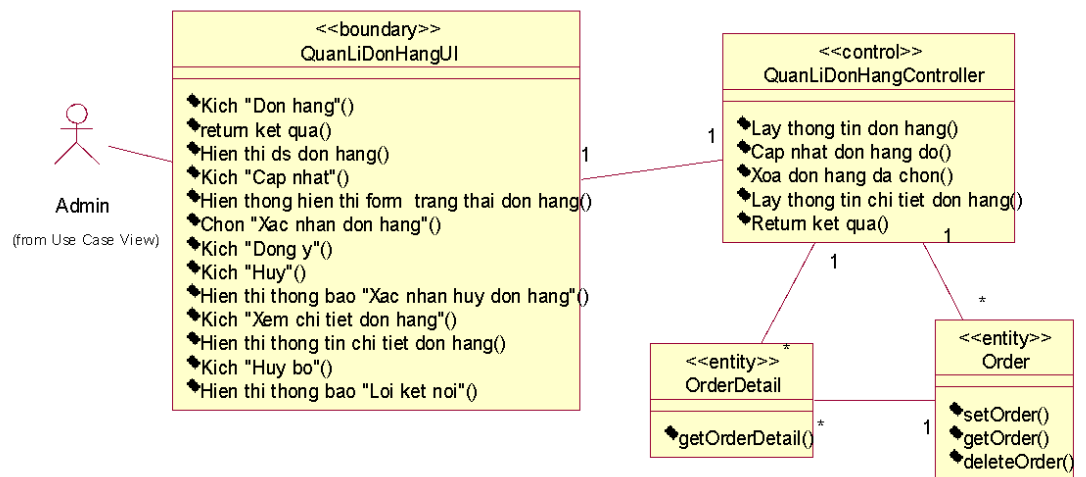 Admin
(from Use Case View)
<<boundary>>
QuanLiDonHangUI
Kich "Don hang"()
return ket qua()
Hien thi ds don hang()
Kich "Cap nhat"()
Hien thong hien thi form trang thai don hang()
Chon "Xac nhan don hang"()
Kich "Dong y"()
Kich "Huy"()
Hien thi thong bao "Xac nhan huy don hang"()
Kich "Xem chi tiet don hang"()
Hien thi thong tin chi tiet don hang()
Kich "Huy bo"()
Hien thi thong bao "Loi ket noi"()
1
1
<<control>>
QuanLiDonHangController
Lay thong tin don hang()
Cap nhat don hang do()
Xoa don hang da chon()
Lay thong tin chi tiet don hang()
Return ket qua()
1
1
*
*
<<entity>>
OrderDetail
getOrderDetail()
*
1
<<entity>>
Order
setOrder()
getOrder()
deleteOrder()